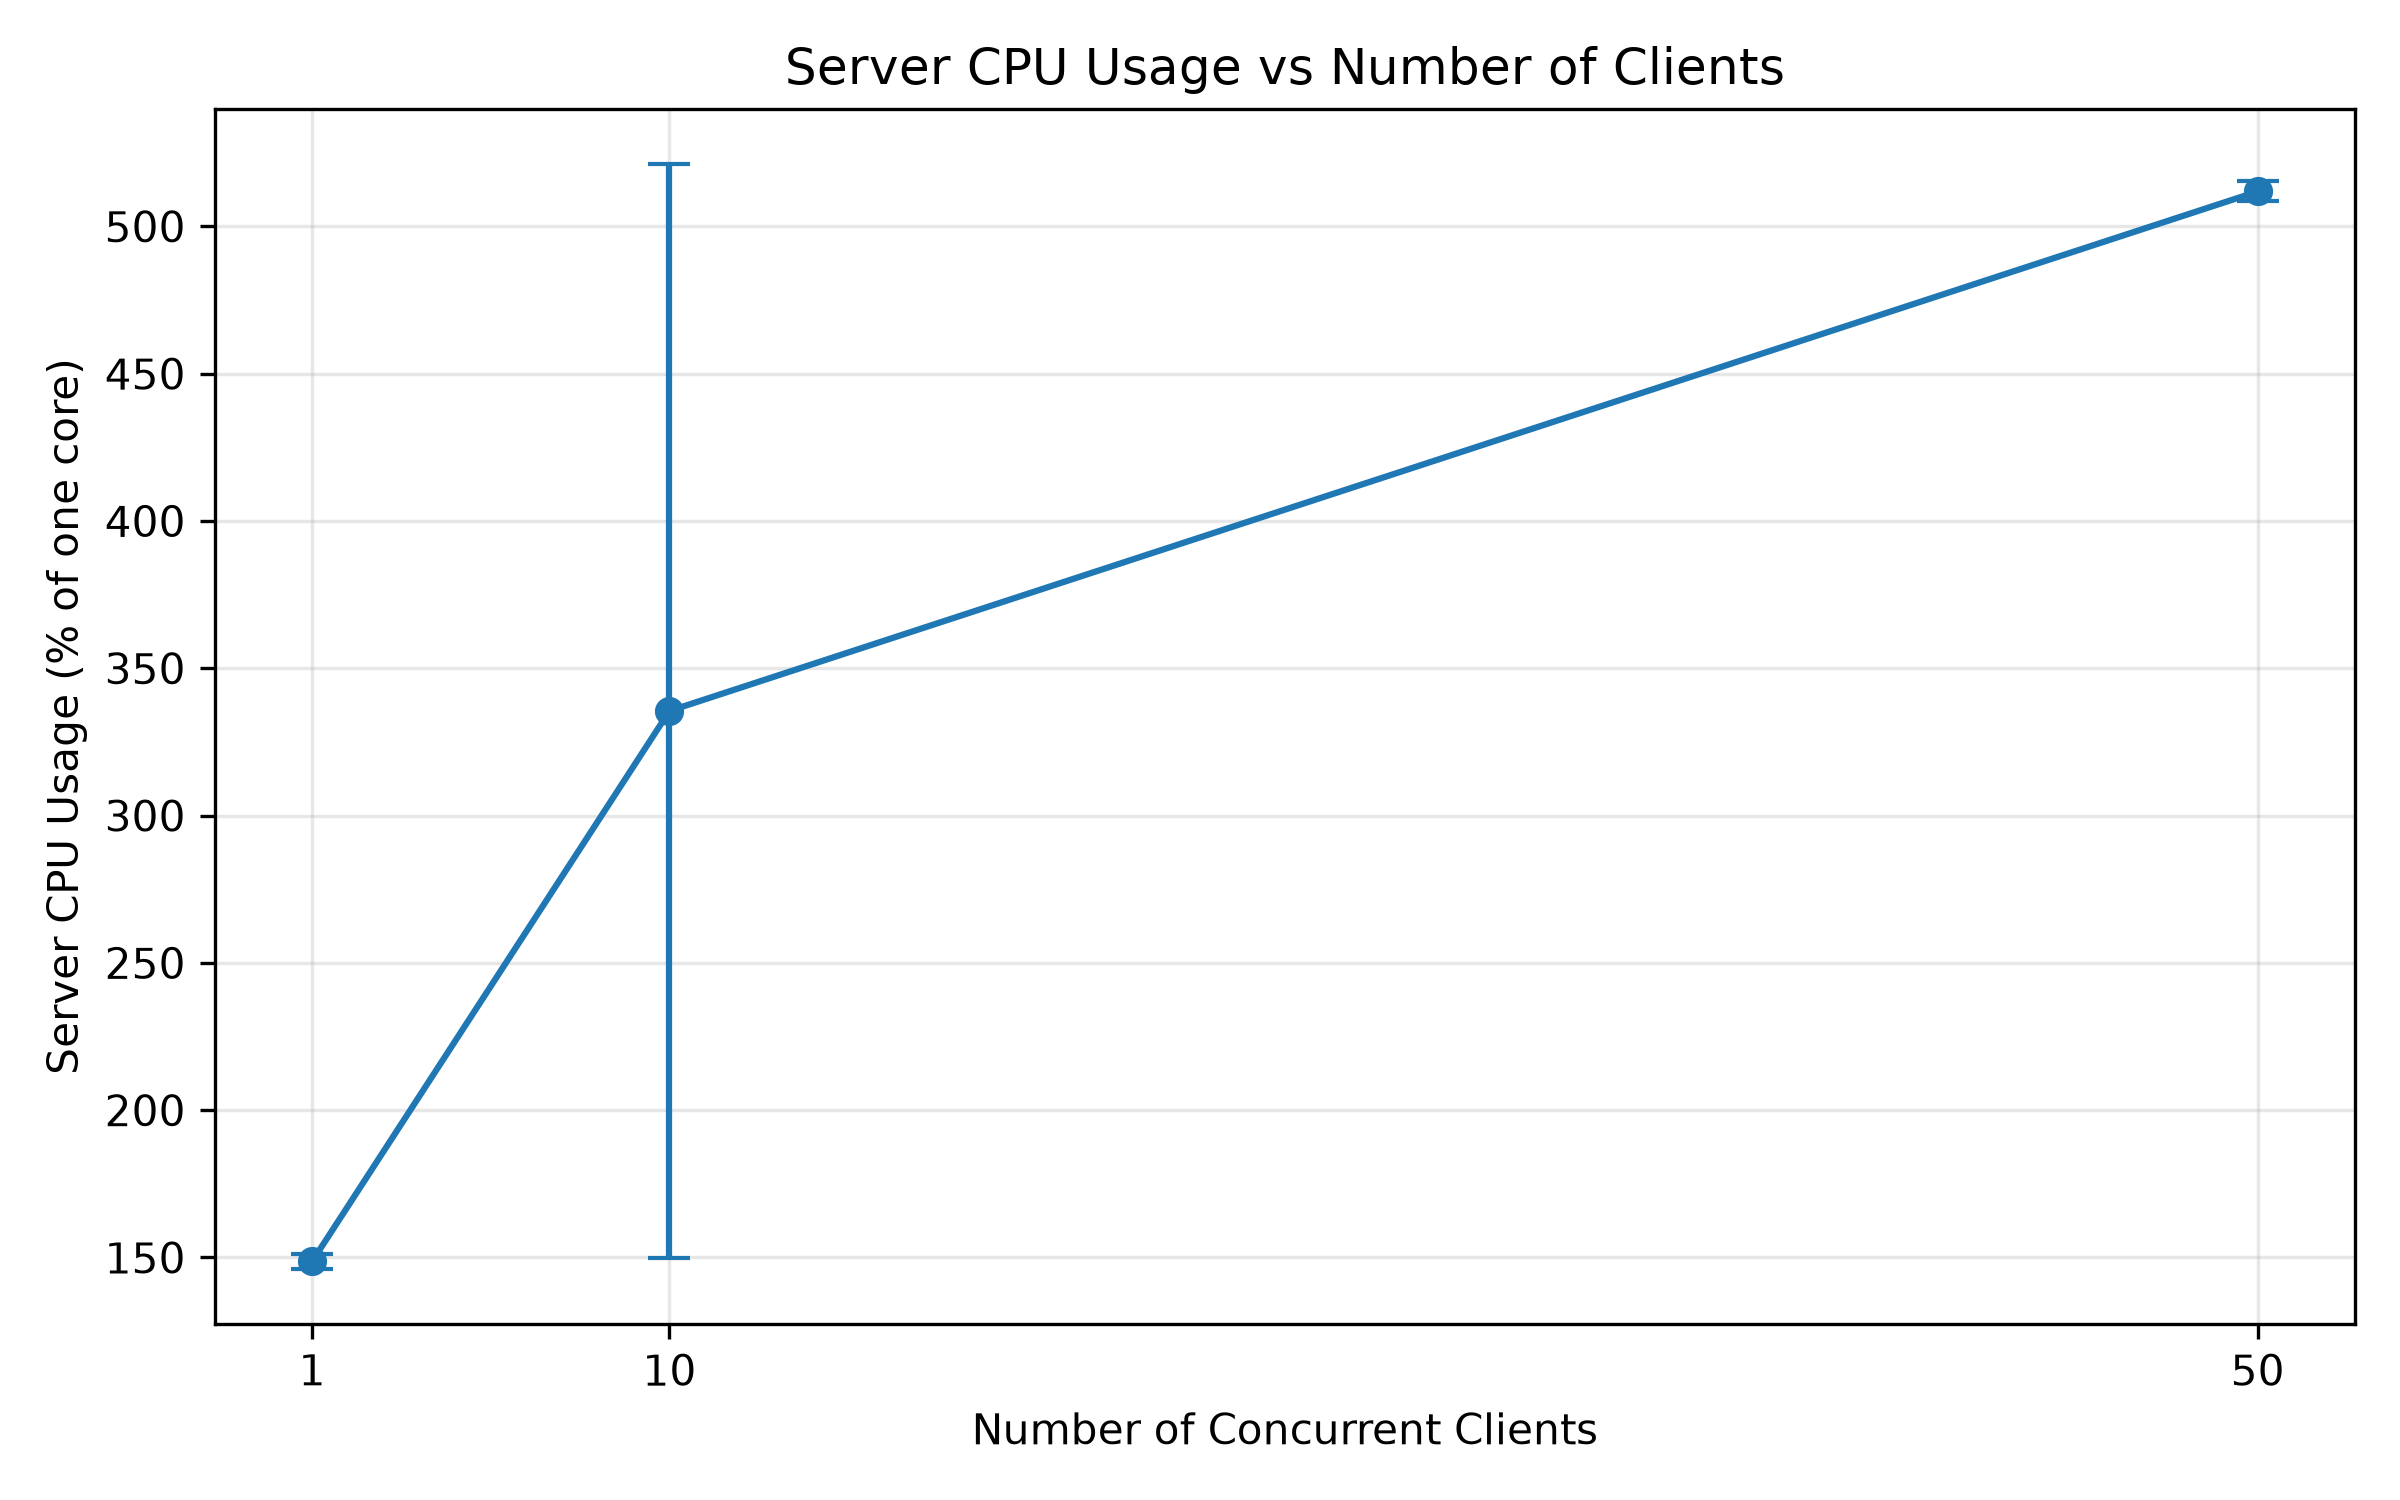 Server CPU Usage vs Number of Clients
Server CPU Usage (% of one core)
500
450
400
350
300
250
200
150
1 10 50
Number of Concurrent Clients